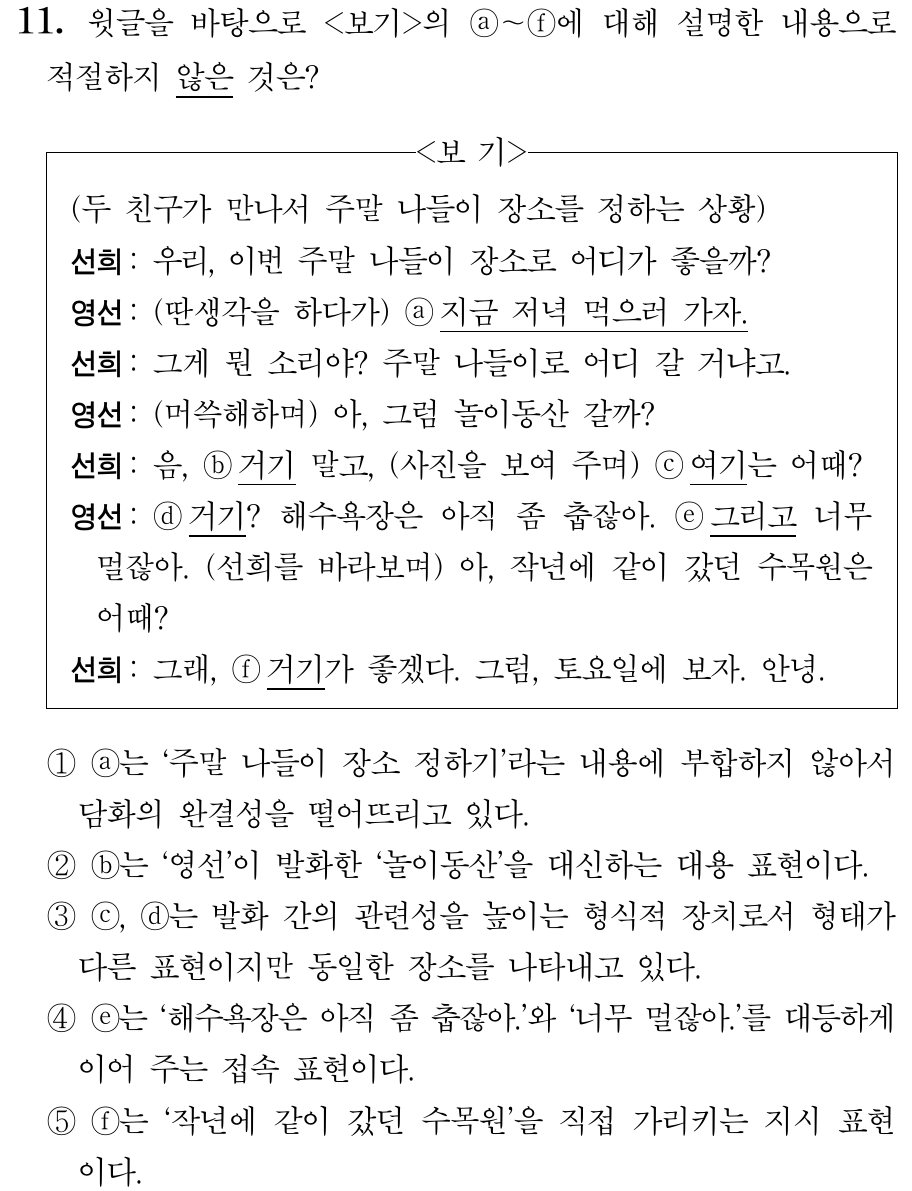 11. 윗글을 바탕으로 <보기>의 ⓐ~ⓕ에 대해 설명한 내용으로
적절하지 않은 것은?
<보 기>
(두 친구가 만나서 주말 나들이 장소를 정하는 상황)
선희: 우리, 이번 주말 나들이 장소로 어디가 좋을까?
영선: (딴생각을 하다가) ⓐ지금 저녁 먹으러 가자.
선희: 그게 뭔 소리야? 주말 나들이로 어디 갈 거냐고.
영선: (머쓱해하며) 아, 그럼 놀이동산 갈까?
선희: 음, ⓑ거기 말고, (사진을 보여 주며) ⓒ여기는 어때?
영선: ⓓ거기? 해수욕장은 아직 좀 춥잖아. ⓔ그리고 너무
멀잖아. (선희를 바라보며) 아, 작년에 같이 갔던 수목원은
어때?
선희: 그래, ⓕ거기가 좋겠다. 그럼, 토요일에 보자. 안녕.
① ⓐ는 ‘주말 나들이 장소 정하기’라는 내용에 부합하지 않아서
담화의 완결성을 떨어뜨리고 있다.
② ⓑ는 ‘영선’이 발화한 ‘놀이동산’을 대신하는 대용 표현이다.
③ ⓒ, ⓓ는 발화 간의 관련성을 높이는 형식적 장치로서 형태가
다른 표현이지만 동일한 장소를 나타내고 있다.
④ ⓔ는 ‘해수욕장은 아직 좀 춥잖아.’와 ‘너무 멀잖아.’를 대등하게
이어 주는 접속 표현이다.
⑤ ⓕ는 ‘작년에 같이 갔던 수목원’을 직접 가리키는 지시 표현
이다.